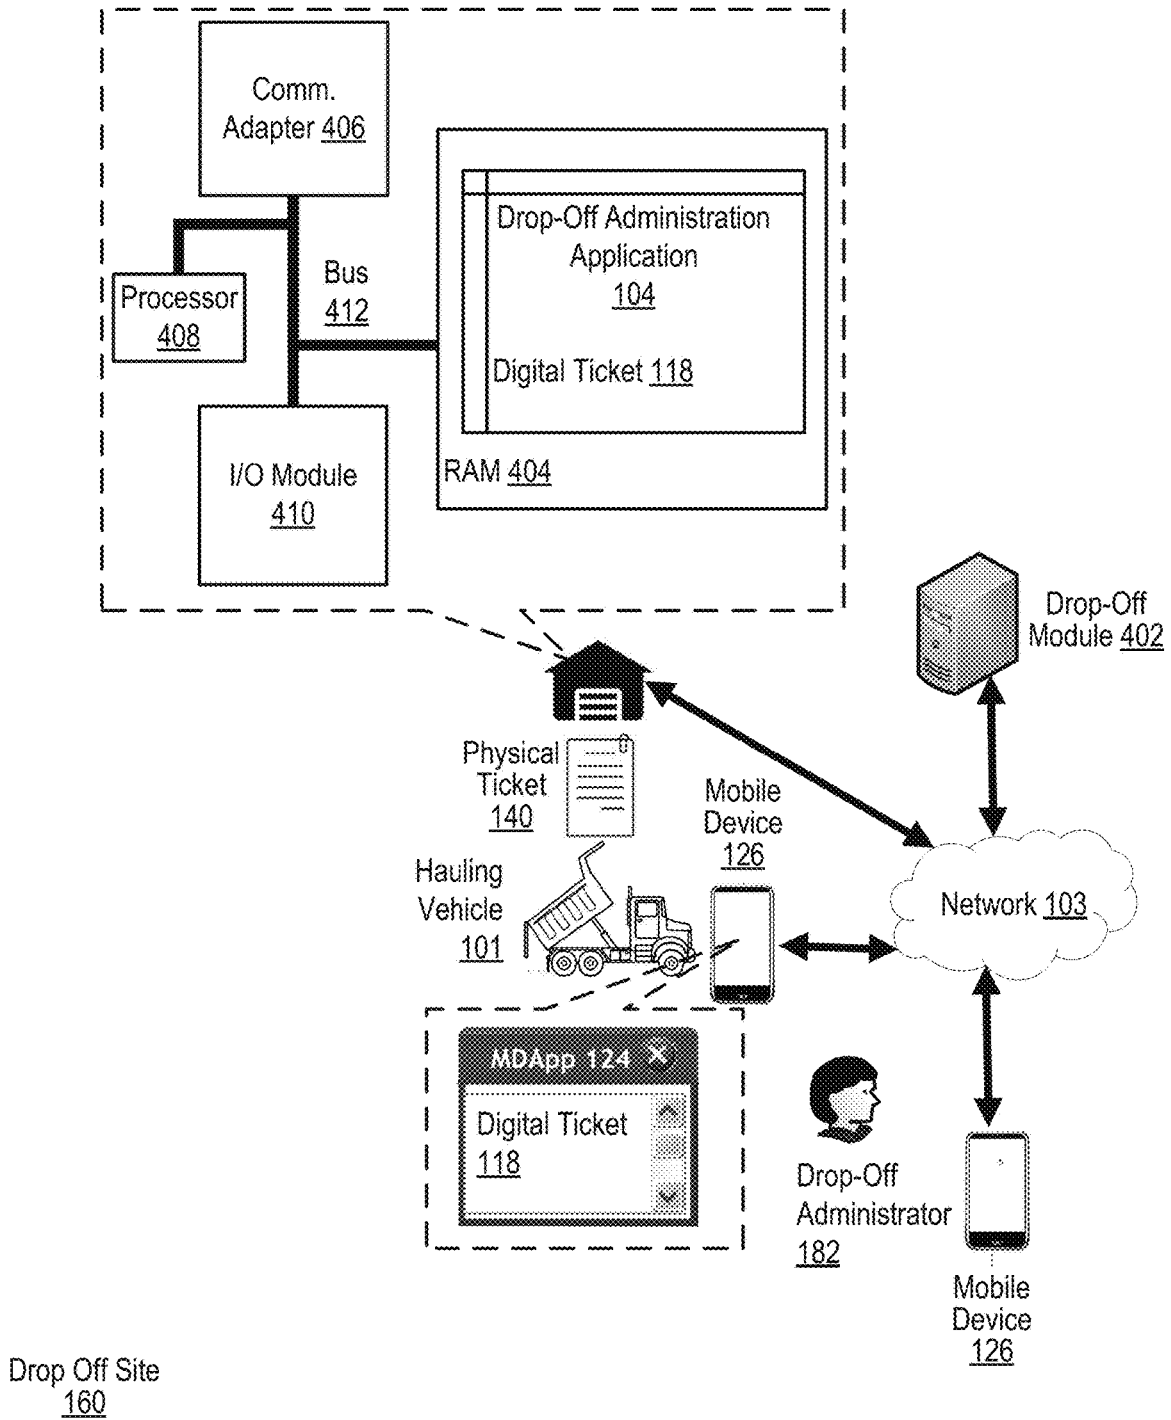 Comm.
Adapter 406
Drop-Off Administration
Application
104
Digital Ticket 118
RAM 404
Bus
412
Processor
408
I/O Module
410
Drop-Off
Module 402
Physical
Ticket
140
Mobile
Device
126
Hauling
Vehicle
101
Network 103
MDApp 124 X
Digital Ticket
118
Drop-Off
Administrator
182
Mobile
Device
126
Drop Off Site
160